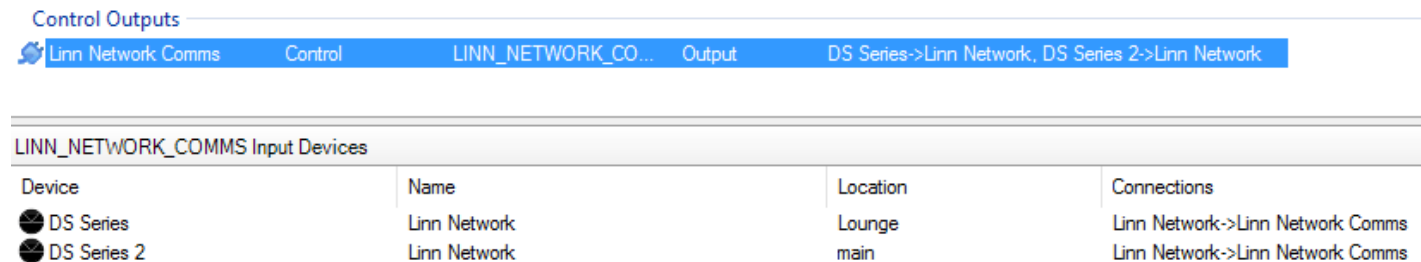 Control Outputs
Linn Network Comms Control LINN_NETWORK_CO... Output DS Series->Linn Network, DS Series 2->Linn Network
LINN_NETWORK_COMMS Input Devices
Device Name Location Connections
DS Series Linn Network Lounge Linn Network->Linn Network Comms
DS Series 2 Linn Network main Linn Network->Linn Network Comms